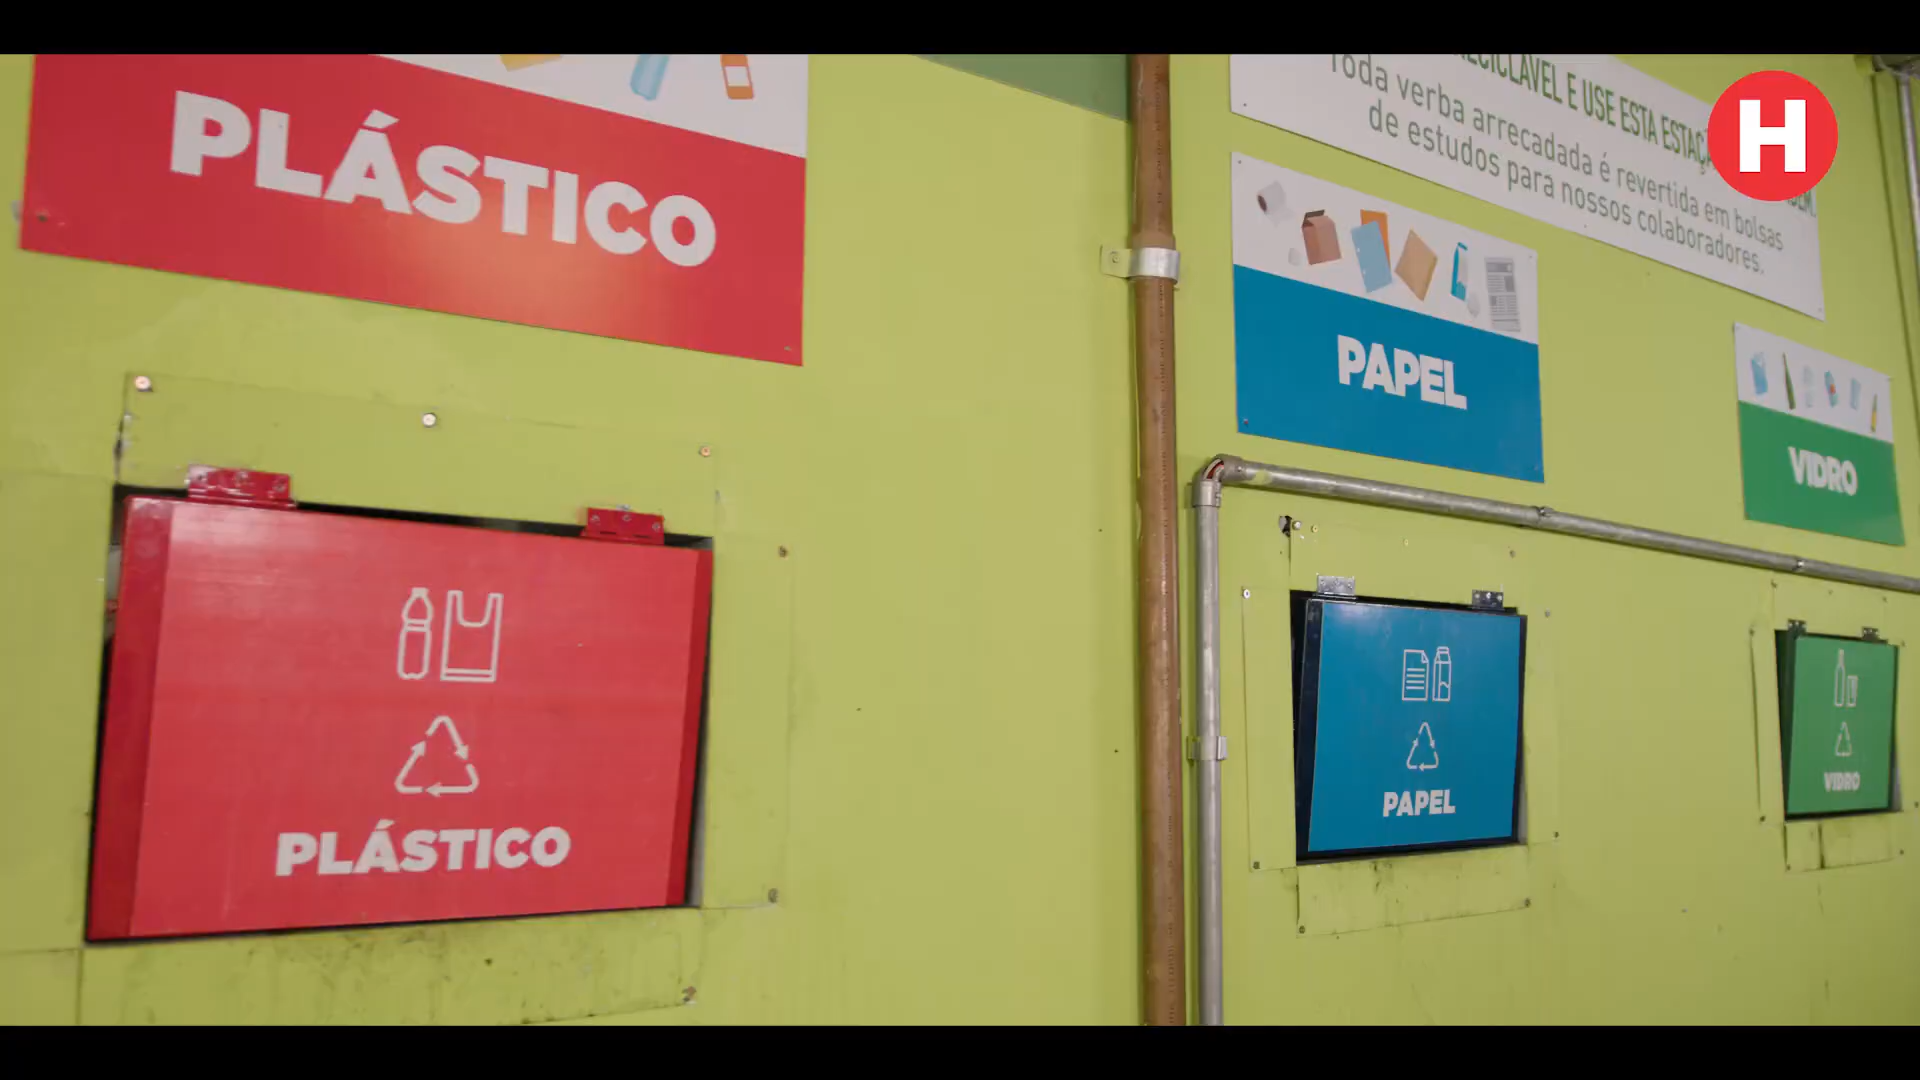 PLÁSTICO
RECICLÁVEL E USE ESTA
Toda verba arrecadada é revertida em bolsas
de estudos para nossos colaboradores.
H
PAPEL
VIDRO
PLÁSTICO
PAPEL
VIDRO